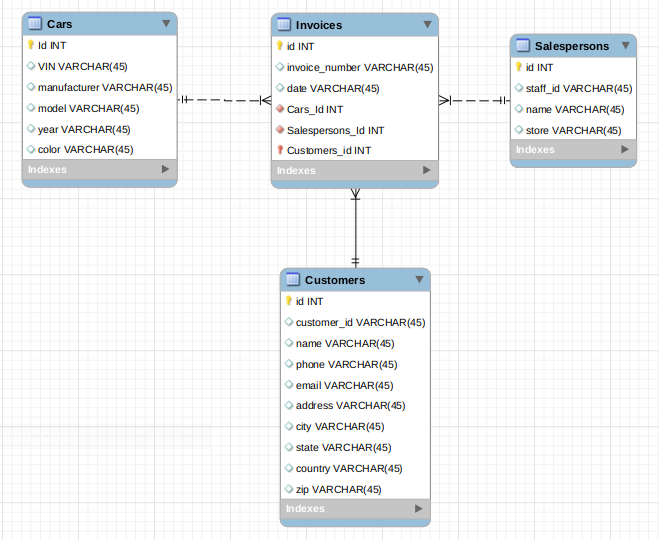 Cars
Id INT
VIN VARCHAR(45)
manufacturer VARCHAR(45)
model VARCHAR(45)
year VARCHAR(45)
color VARCHAR(45)
Indexes
Invoices
id INT
invoice_number VARCHAR(45)
date VARCHAR(45)
Cars_Id INT
Salespersons_Id INT
Customers_id INT
Indexes
Salespersons
id INT
staff_id VARCHAR(45)
name VARCHAR(45)
store VARCHAR(45)
Indexes
Customers
id INT
customer_id VARCHAR(45)
name VARCHAR(45)
phone VARCHAR(45)
email VARCHAR(45)
address VARCHAR(45)
city VARCHAR(45)
state VARCHAR(45)
country VARCHAR(45)
zip VARCHAR(45)
Indexes